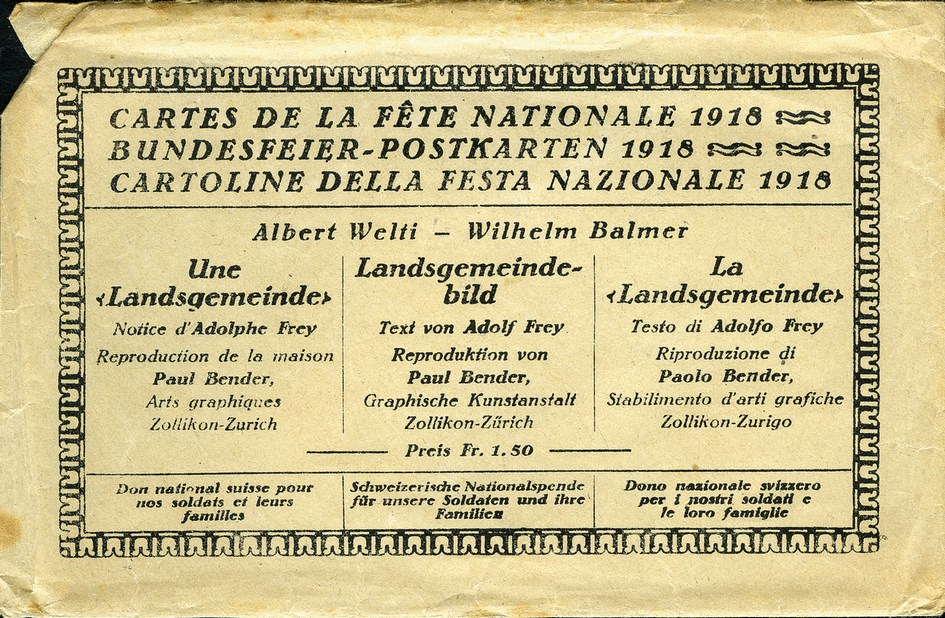 CARTES DE LA FÊTE NATIONALE 1918
BUNDESFEIER-POSTKARTEN 1918
CARTOLINE DELLA FESTA NAZIONALE 1918
Albert Welti – Wilhelm Balmer
Une
‹Landsgemeinde›
Notice d'Adolphe Frey
Reproduction de la maison
Paul Bender,
Arts graphiques
Zollikon-Zurich
Landsgemeinde-
bild
Text von Adolf Frey
Reproduktion von
Paul Bender,
Graphische Kunstanstalt
Zollikon-Zürich
La
‹Landsgemeinde›
Testo di Adolfo Frey
Riproduzione di
Paolo Bender,
Stabilimento d'arti grafiche
Zollikon-Zurigo
Preis Fr. 1.50
Don national suisse pour
nos soldats et leurs
familles
Schweizerische Nationalspende
für unsere Soldaten und ihre
Familien
Dono nazionale svizzero
per i nostri soldati e
le loro famiglie